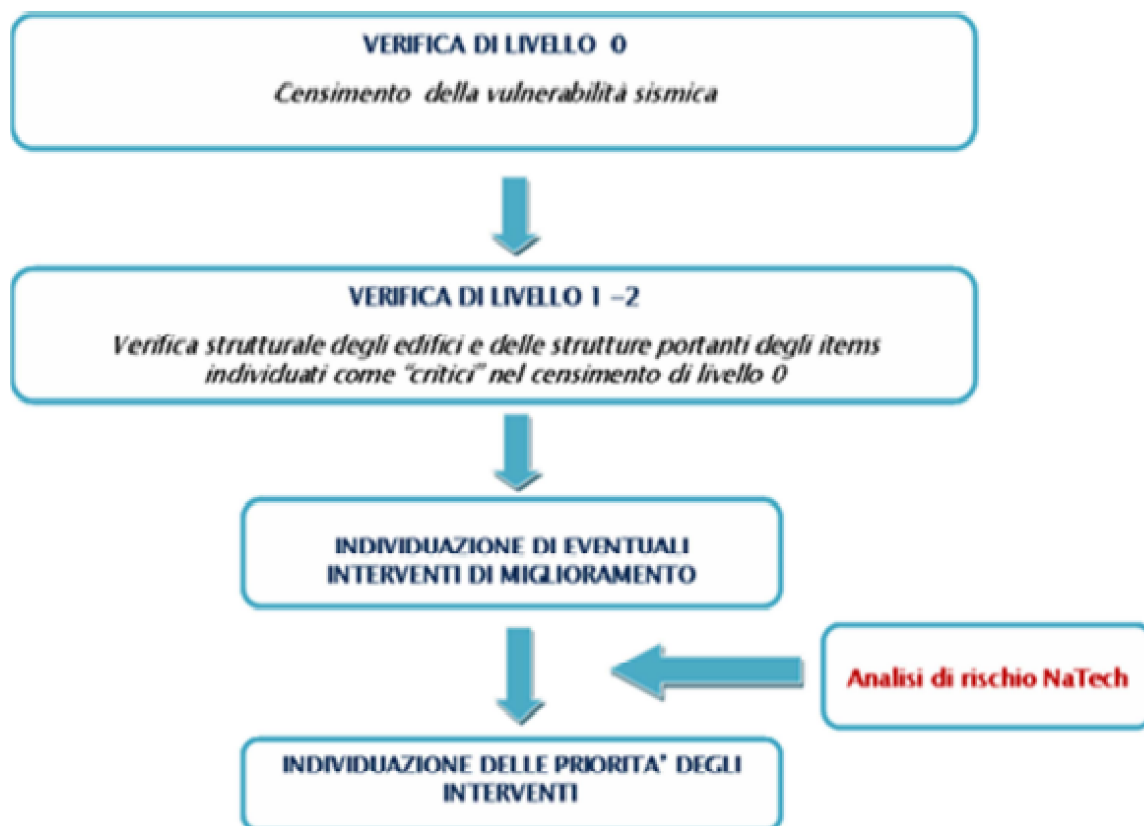 VERIFICA DI LIVELLO 0
Censimento della vulnerabilità sismica
VERIFICA DI LIVELLO 1 –2
Verifica strutturale degli edifici e delle strutture portanti degli items
individuati come “critici” nel censimento di livello 0
INDIVIDUAZIONE DI EVENTUALI
INTERVENTI DI MIGLIORAMENTO
Analisi di rischio NaTech
INDIVIDUAZIONE DELLE PRIORITA’ DEGLI
INTERVENTI